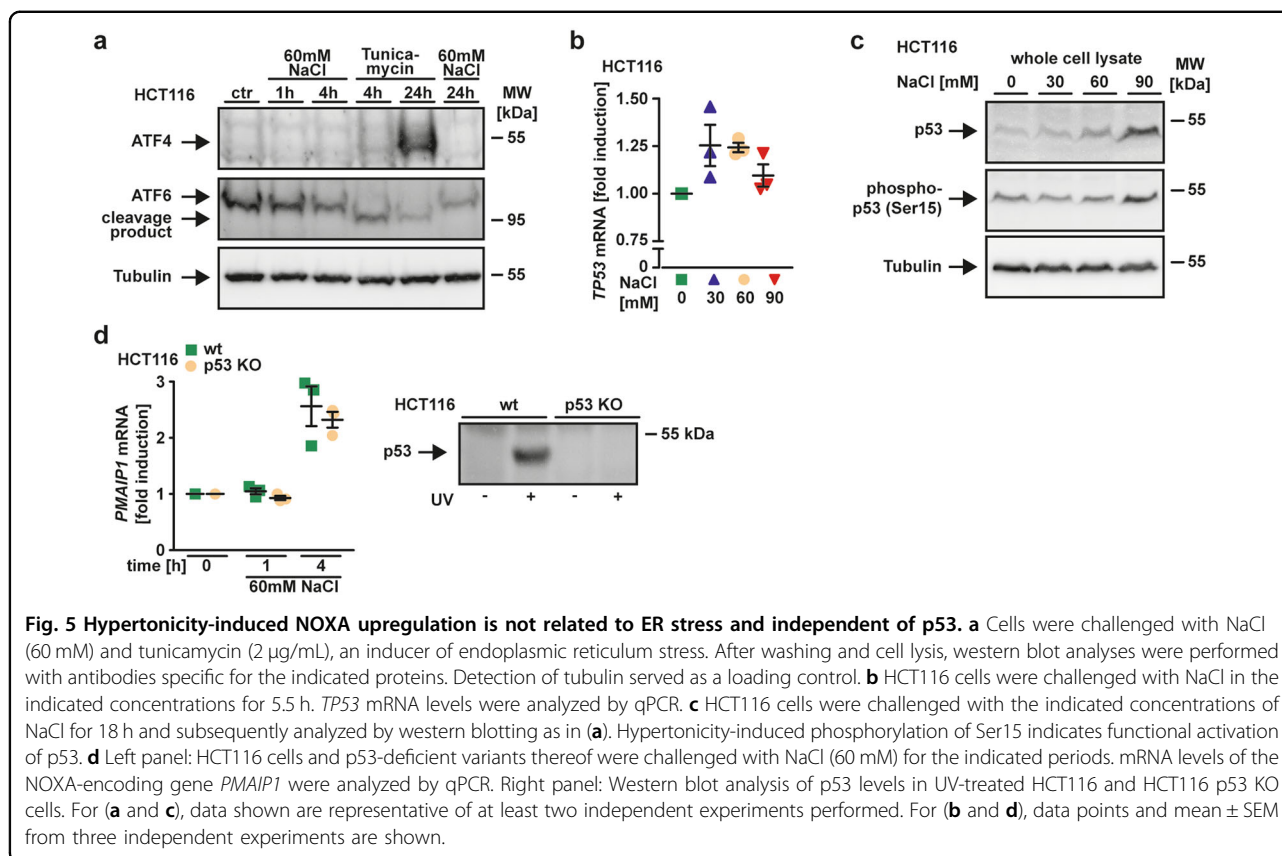 a
60mM
NaCl
Tunica-
mycin
60mM
NaCl
MW
[kDa]
HCT116 ctr 1h 4h 4h 24h 24h
ATF4
55
ATF6
cleavage
product
95
Tubulin
55
b
HCT116
TP53 mRNA [fold induction]
1.50
1.25
1.00
0.75
0
NaCl
[mM]
0 30 60 90
c
HCT116 whole cell lysate
NaCl [mM] 0 30 60 90
MW
[kDa]
p53
55
phospho-
p53 (Ser15)
55
Tubulin
55
d
HCT116
wt
p53 KO
PMAIP1 mRNA
[fold induction]
3
2
1
0
time [h] 0 1 4
60mM NaCl
HCT116 wt p53 KO
55 kDa
p53
UV - + - +
Fig. 5 Hypertonicity-induced NOXA upregulation is not related to ER stress and independent of p53. a Cells were challenged with NaCl
(60 mM) and tunicamycin (2 µg/mL), an inducer of endoplasmic reticulum stress. After washing and cell lysis, western blot analyses were performed
with antibodies specific for the indicated proteins. Detection of tubulin served as a loading control. b HCT116 cells were challenged with NaCl in the
indicated concentrations for 5.5 h. TP53 mRNA levels were analyzed by qPCR. c HCT116 cells were challenged with the indicated concentrations of
NaCl for 18 h and subsequently analyzed by western blotting as in (a). Hypertonicity-induced phosphorylation of Ser15 indicates functional activation
of p53. d Left panel: HCT116 cells and p53-deficient variants thereof were challenged with NaCl (60 mM) for the indicated periods. mRNA levels of the
NOXA-encoding gene PMAIP1 were analyzed by qPCR. Right panel: Western blot analysis of p53 levels in UV-treated HCT116 and HCT116 p53 KO
cells. For (a and c), data shown are representative of at least two independent experiments performed. For (b and d), data points and mean ± SEM
from three independent experiments are shown.